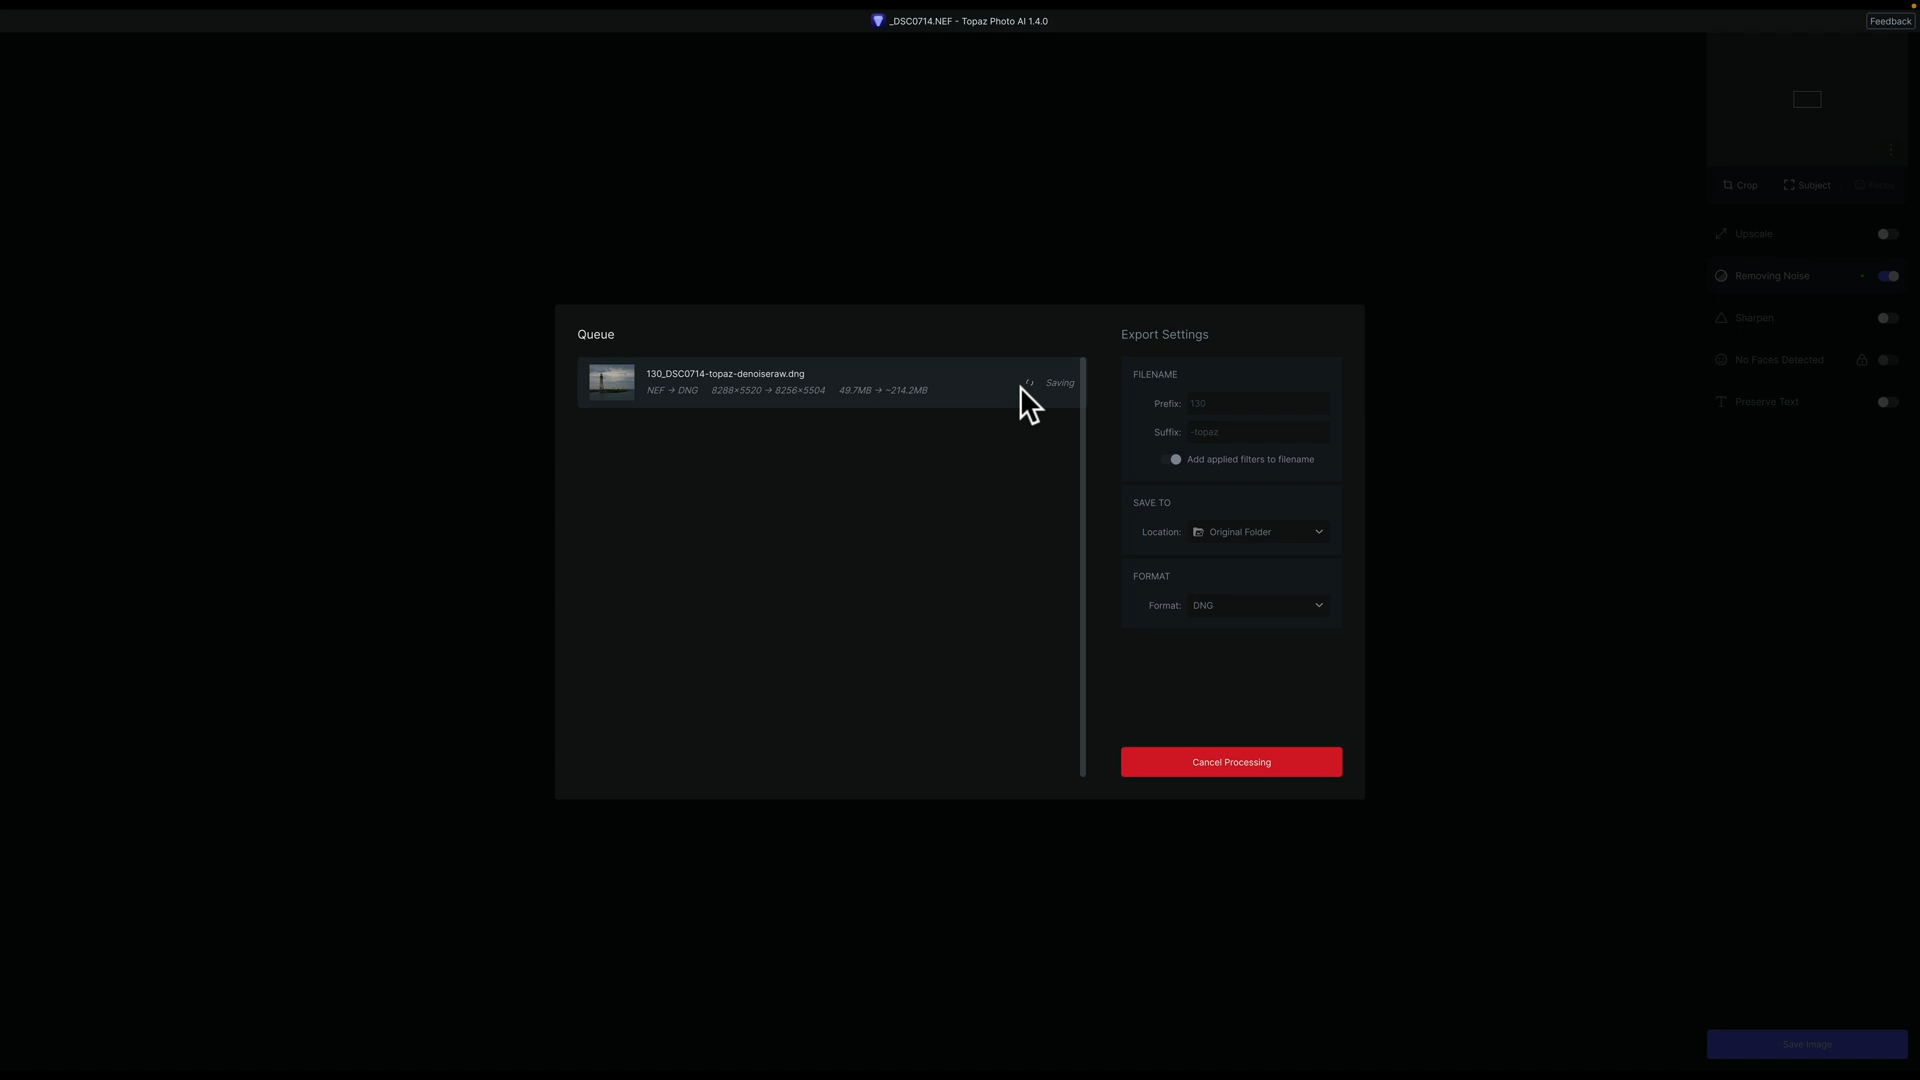 _DSC0714.NEF - Topaz Photo AI 1.4.0
Feedback
Crop
Subject
Upscale
Removing Noise
Sharpen
No Faces Detected
Preserve Text
Queue
130_DSC0714-topaz-denoiseraw.dng
NEF → DNG 8288×5520 → 8256×5504 49.7MB → ~214.2MB
Saving
Export Settings
FILENAME
Prefix: 130
Suffix: -topaz
Add applied filters to filename
SAVE TO
Location: Original Folder
FORMAT
Format: DNG
Cancel Processing
Save Image